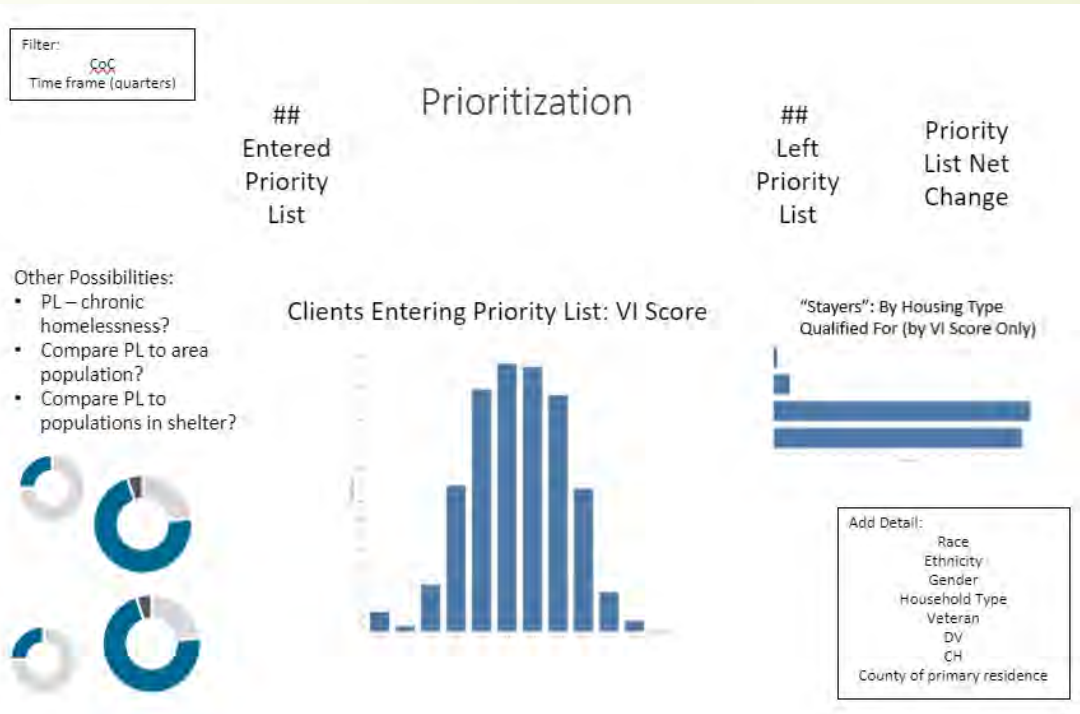 Filter:
CoC
Time frame (quarters)
Prioritization
##
Entered
Priority
List
##
Left
Priority
List
Priority
List Net
Change
Other Possibilities:
• PL – chronic
homelessness?
• Compare PL to area
population?
• Compare PL to
populations in shelter?
Clients Entering Priority List: VI Score
“Stayers”: By Housing Type
Qualified For (by VI Score Only)
Add Detail:
Race
Ethnicity
Gender
Household Type
Veteran
DV
CH
County of primary residence